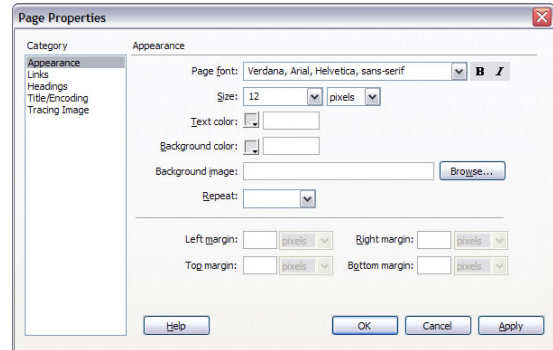 Page Properties
Category
Appearance
Links
Headings
Title/Encoding
Tracing Image
Appearance
Page font: Verdana, Arial, Helvetica, sans-serif B I
Size: 12 pixels
Text color:
Background color:
Background image: Browse...
Repeat:
Left margin: pixels Right margin: pixels
Top margin: pixels Bottom margin: pixels
Help OK Cancel Apply